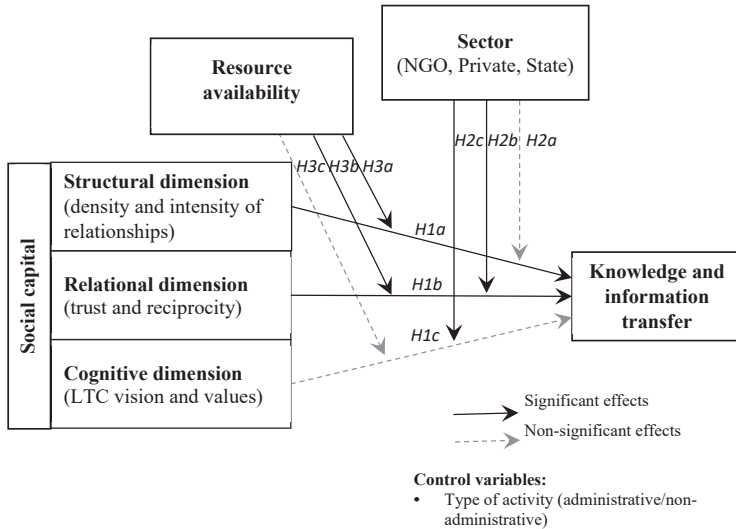 Sector
(NGO, Private, State)
Resource
availability
H2c H2b H2a
H3c H3b H3a
Social capital
Structural dimension
(density and intensity of
relationships)
H1a
Relational dimension
(trust and reciprocity)
H1b
Knowledge and
information
transfer
H1c
Cognitive dimension
(LTC vision and values)
Significant effects
Non-significant effects
Control variables:
• Type of activity (administrative/non-
administrative)